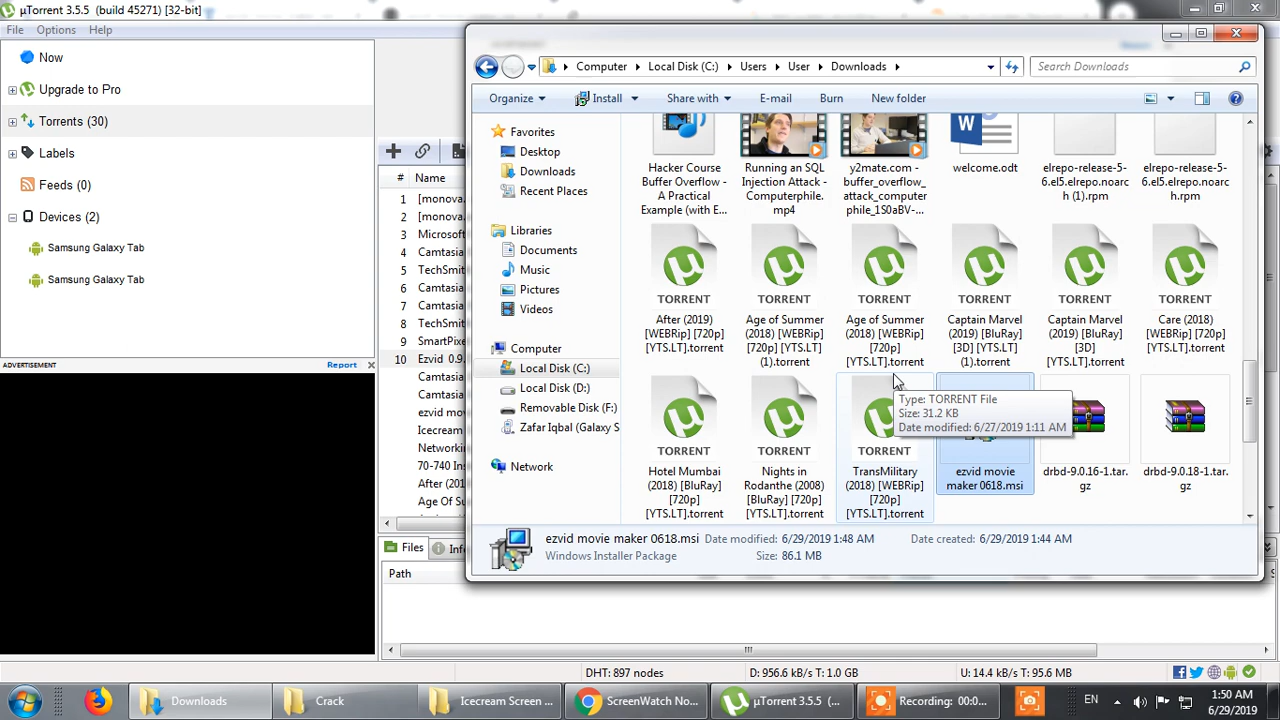 µTorrent 3.5.5 (build 45271) [32-bit]
File Options Help
Now
Upgrade to Pro
Torrents (30)
Labels
Feeds (0)
Devices (2)
Samsung Galaxy Tab
Samsung Galaxy Tab
ADVERTISEMENT Report
# Name
1 [monova.
2 [monova.
3 Microsoft
4 Camtasia
5 TechSmit
6 Camtasia
7 Camtasia
8 TechSmit
9 SmartPix
10 Ezvid 0.9.
Camtasia
Camtasia
ezvid mov
Icecream
Networki
70-740 In
After (201
Age Of Su
Files Info
Path
Computer Local Disk (C:) Users User Downloads
Search Downloads
Organize Install Share with E-mail Burn New folder
Favorites
Desktop
Downloads
Recent Places
Libraries
Documents
Music
Pictures
Videos
Computer
Local Disk (C:)
Local Disk (D:)
Removable Disk (F:)
Zafar Iqbal (Galaxy S
Network
Hacker Course
Buffer Overflow -
A Practical
Example (with E...
Running an SQL
Injection Attack -
Computerphile.
mp4
y2mate.com -
buffer_overflow_
attack_computer
phile_1S0aBV-...
W
welcome.odt
elrepo-release-5-
6.el5.elrepo.noarc
h (1).rpm
elrepo-release-5-
6.el5.elrepo.noarc
h.rpm
TORRENT
After (2019)
[WEBRip] [720p]
[YTS.LT].torrent
TORRENT
Age of Summer
(2018) [WEBRip]
[720p] [YTS.LT]
(1).torrent
TORRENT
Age of Summer
(2018) [WEBRip]
[720p]
[YTS.LT].torrent
TORRENT
Captain Marvel
(2019) [BluRay]
[3D] [YTS.LT]
(1).torrent
TORRENT
Captain Marvel
(2019) [BluRay]
[3D]
[YTS.LT].torrent
TORRENT
Care (2018)
[WEBRip] [720p]
[YTS.LT].torrent
TORRENT
Hotel Mumbai
(2018) [BluRay]
[720p]
[YTS.LT].torrent
TORRENT
Nights in
Rodanthe (2008)
[BluRay] [720p]
[YTS.LT].torrent
TORRENT
TransMilitary
(2018) [WEBRip]
[720p]
[YTS.LT].torrent
Type: TORRENT File
Size: 31.2 KB
Date modified: 6/27/2019 1:11 AM
ezvid movie
maker 0618.msi
drbd-9.0.16-1.tar.
gz
drbd-9.0.18-1.tar.
gz
ezvid movie maker 0618.msi Date modified: 6/29/2019 1:48 AM Date created: 6/29/2019 1:44 AM
Windows Installer Package Size: 86.1 MB
DHT: 897 nodes D: 956.6 kB/s T: 1.0 GB U: 14.4 kB/s T: 95.6 MB
Downloads Crack Icecream Screen ... ScreenWatch No... µTorrent 3.5.5 (... Recording: 00:0... EN 1:50 AM
6/29/2019